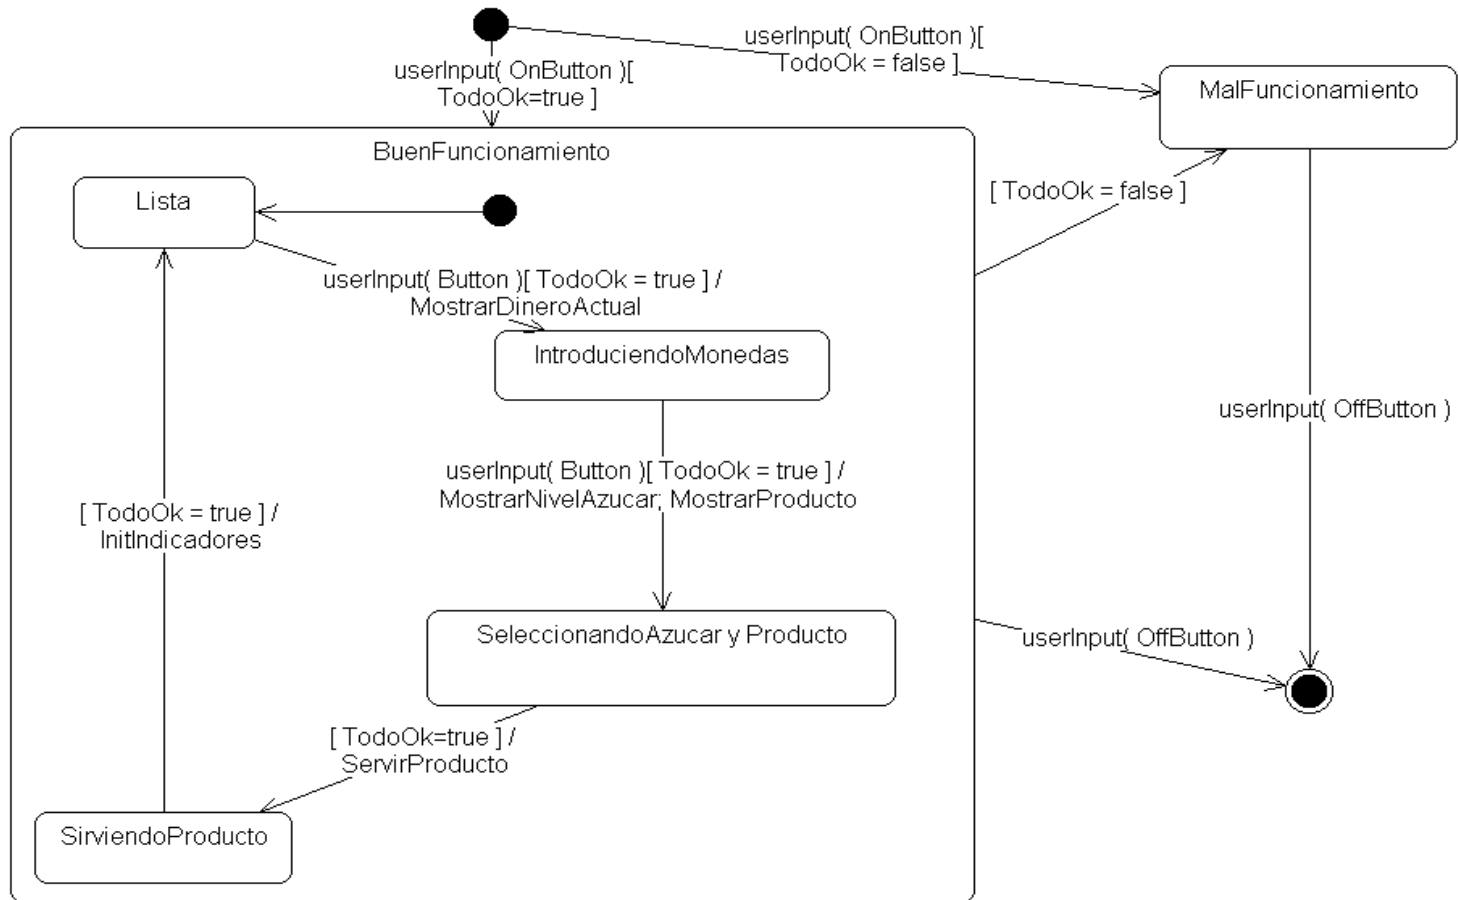 userInput( OnButton )[
TodoOk = false ]
userInput( OnButton )[
TodoOk=true ]
MalFuncionamiento
BuenFuncionamiento
Lista
[ TodoOk = false ]
userInput( Button )[ TodoOk = true ] /
MostrarDineroActual
IntroduciendoMonedas
userInput( OffButton )
userInput( Button )[ TodoOk = true ] /
MostrarNivelAzucar; MostrarProducto
[ TodoOk = true ] /
InitIndicadores
SeleccionandoAzucar y Producto
userInput( OffButton )
[ TodoOk=true ] /
ServirProducto
SirviendoProducto